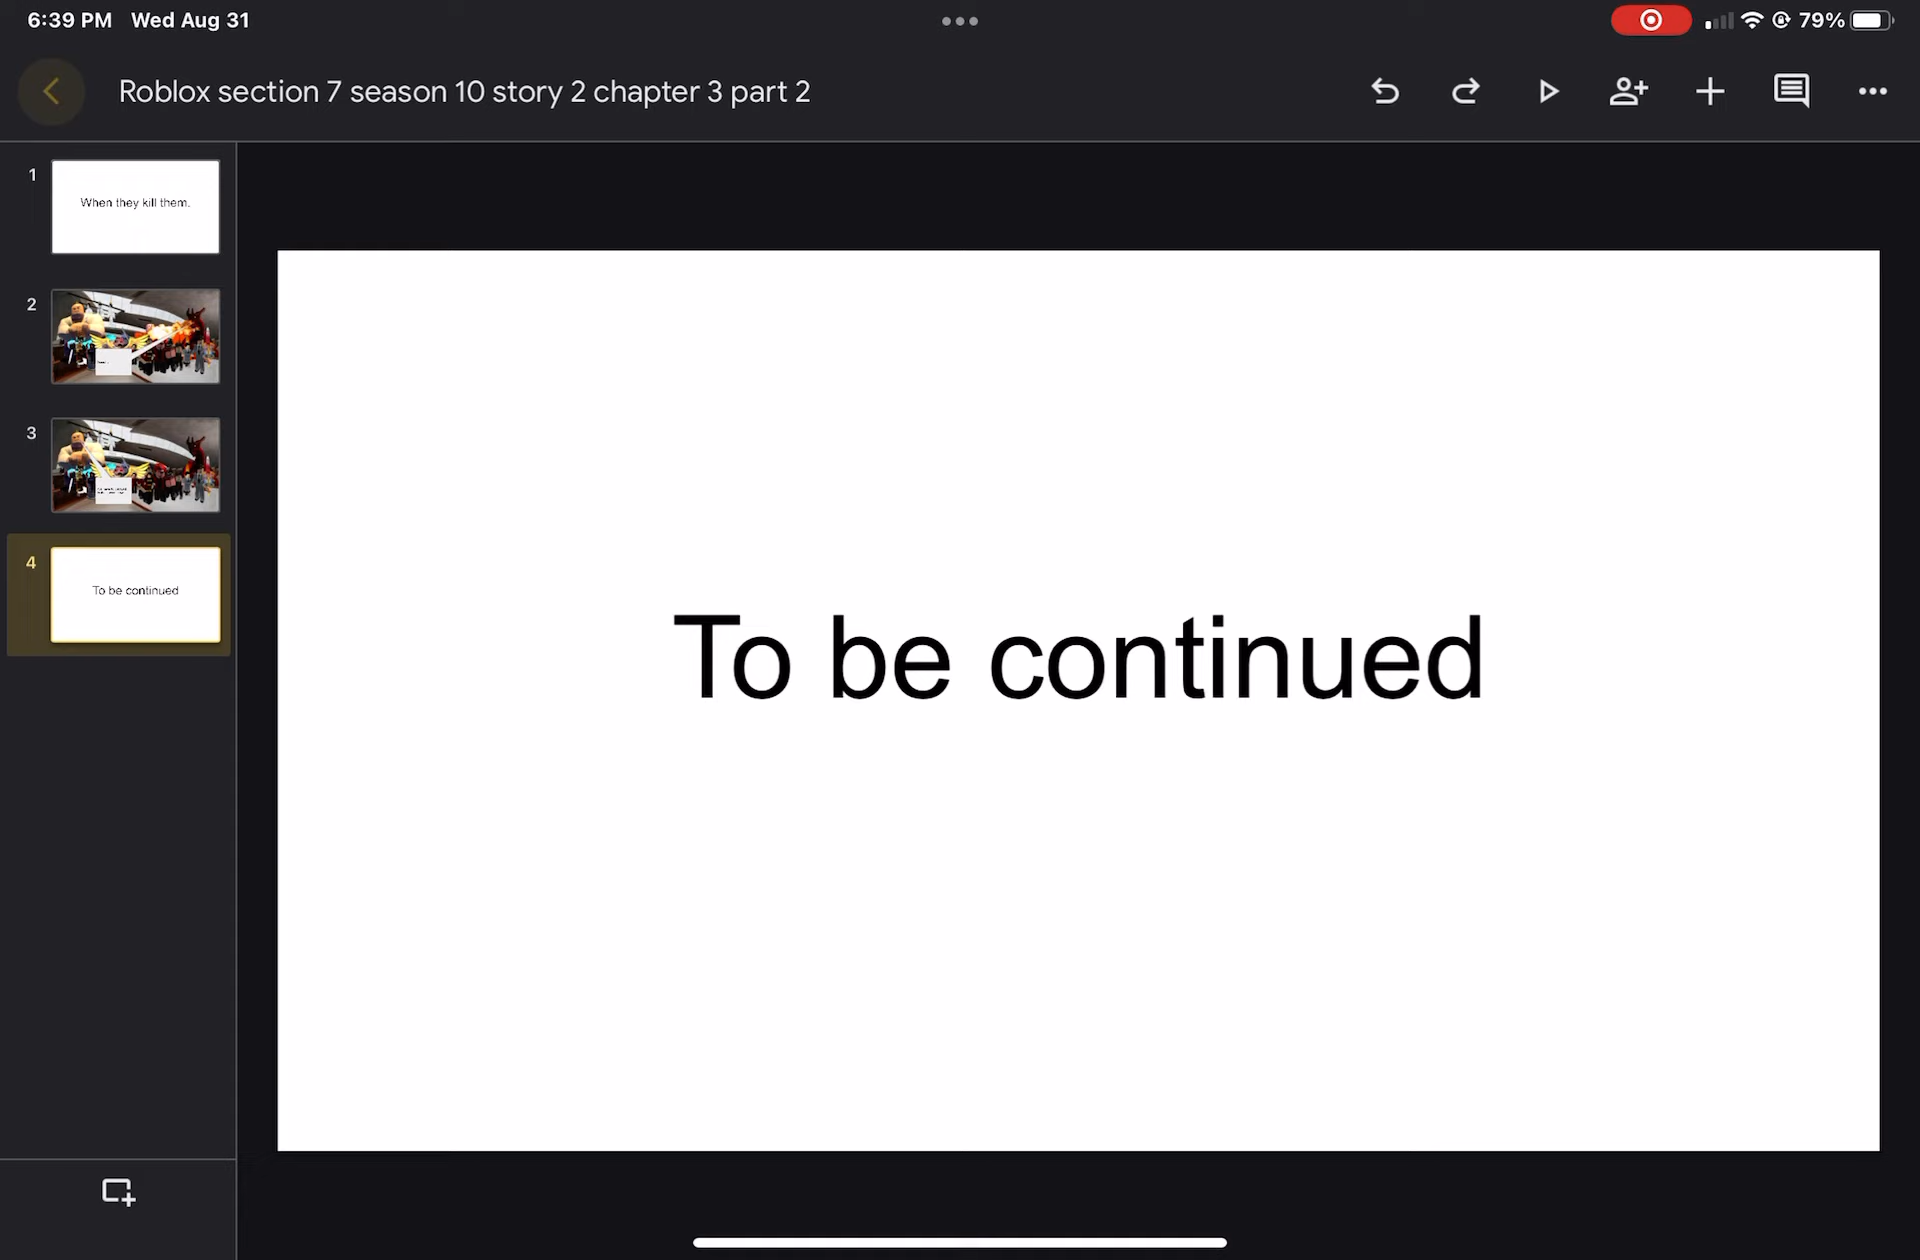 6:39 PM Wed Aug 31
79%
Roblox section 7 season 10 story 2 chapter 3 part 2
1
When they kill them.
2
3
4
To be continued
To be continued